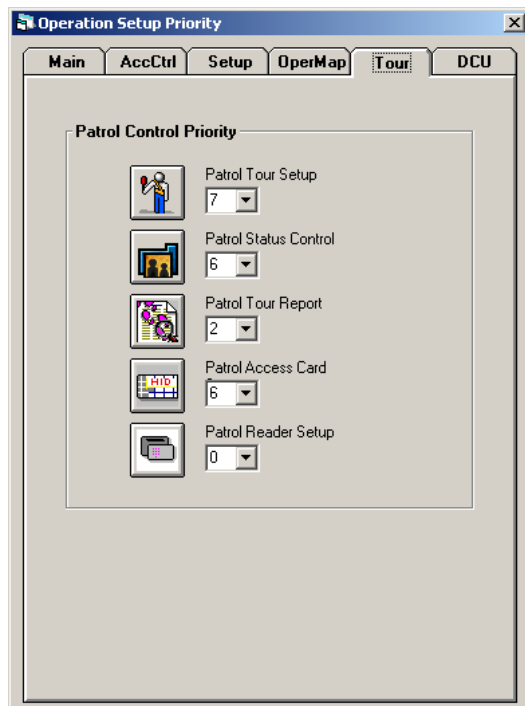 Operation Setup Priority
Main AccCtrl Setup OperMap Tour DCU
Patrol Control Priority
Patrol Tour Setup
7
Patrol Status Control
6
Patrol Tour Report
2
Patrol Access Card
HID
6
Patrol Reader Setup
0